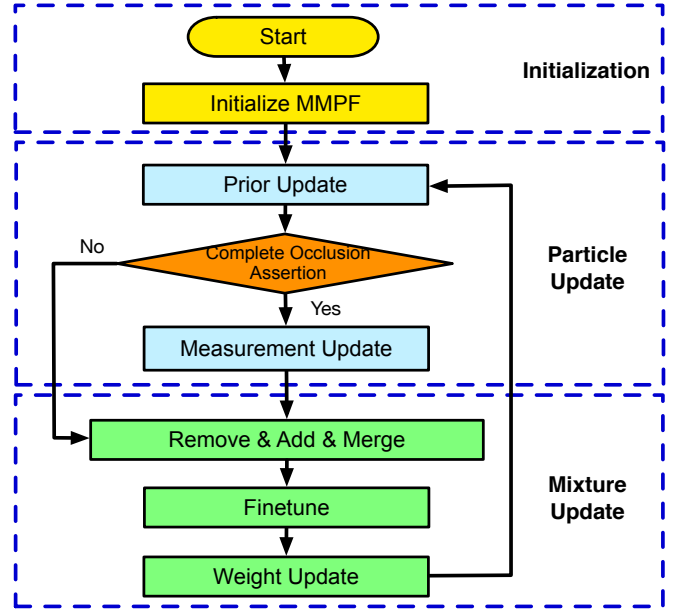 Start
Initialize MMPF
Initialization
Prior Update
No
Complete Occlusion
Assertion
Yes
Measurement Update
Particle
Update
Remove & Add & Merge
Finetune
Weight Update
Mixture
Update